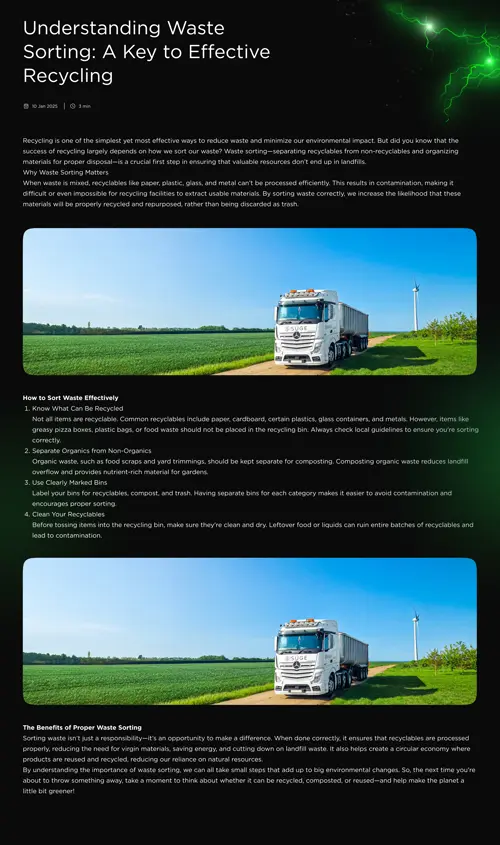 Understanding Waste
Sorting: A Key to Effective
Recycling
10 Jan 2025 | 3 min
Recycling is one of the simplest yet most effective ways to reduce waste and minimize our environmental impact. But did you know that the
success of recycling largely depends on how we sort our waste? Waste sorting—separating recyclables from non-recyclables and organizing
materials for proper disposal—is a crucial first step in ensuring that valuable resources don't end up in landfills.
Why Waste Sorting Matters
When waste is mixed, recyclables like paper, plastic, glass, and metal can't be processed efficiently. This results in contamination, making it
difficult or even impossible for recycling facilities to extract usable materials. By sorting waste correctly, we increase the likelihood that these
materials will be properly recycled and repurposed, rather than being discarded as trash.
How to Sort Waste Effectively
1. Know What Can Be Recycled
Not all items are recyclable. Common recyclables include paper, cardboard, certain plastics, glass containers, and metals. However, items like
greasy pizza boxes, plastic bags, or food waste should not be placed in the recycling bin. Always check local guidelines to ensure you're sorting
correctly.
2. Separate Organics from Non-Organics
Organic waste, such as food scraps and yard trimmings, should be kept separate for composting. Composting organic waste reduces landfill
overflow and provides nutrient-rich material for gardens.
3. Use Clearly Marked Bins
Label your bins for recyclables, compost, and trash. Having separate bins for each category makes it easier to avoid contamination and
encourages proper sorting.
4. Clean Your Recyclables
Before tossing items into the recycling bin, make sure they're clean and dry. Leftover food or liquids can ruin entire batches of recyclables and
lead to contamination.
The Benefits of Proper Waste Sorting
Sorting waste isn't just a responsibility—it's an opportunity to make a difference. When done correctly, it ensures that recyclables are processed
properly, reducing the need for virgin materials, saving energy, and cutting down on landfill waste. It also helps create a circular economy where
products are reused and recycled, reducing our reliance on natural resources.
By understanding the importance of waste sorting, we can all take small steps that add up to big environmental changes. So, the next time you're
about to throw something away, take a moment to think about whether it can be recycled, composted, or reused—and help make the planet a
little bit greener!